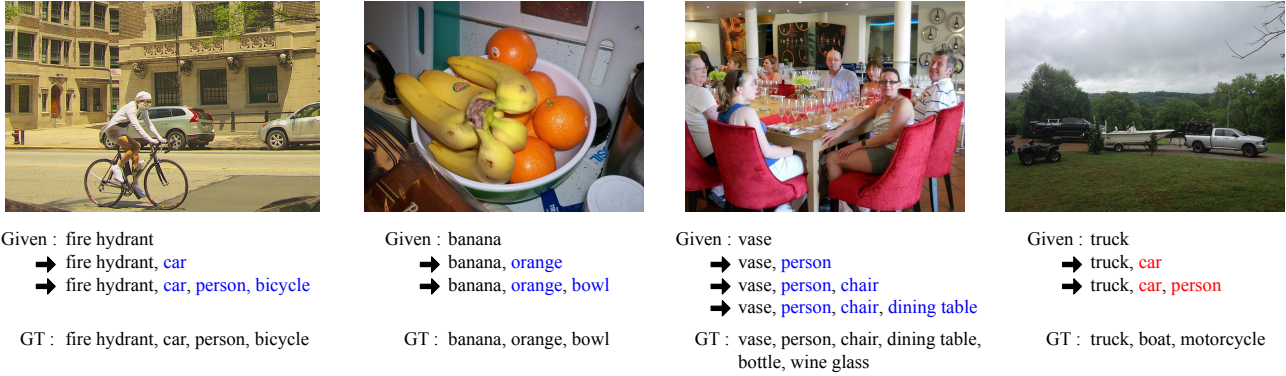 Given : fire hydrant
➔ fire hydrant, car
➔ fire hydrant, car, person, bicycle
GT : fire hydrant, car, person, bicycle
Given : banana
➔ banana, orange
➔ banana, orange, bowl
GT : banana, orange, bowl
Given : vase
➔ vase, person
➔ vase, person, chair
➔ vase, person, chair, dining table
GT : vase, person, chair, dining table,
bottle, wine glass
Given : truck
➔ truck, car
➔ truck, car, person
GT : truck, boat, motorcycle